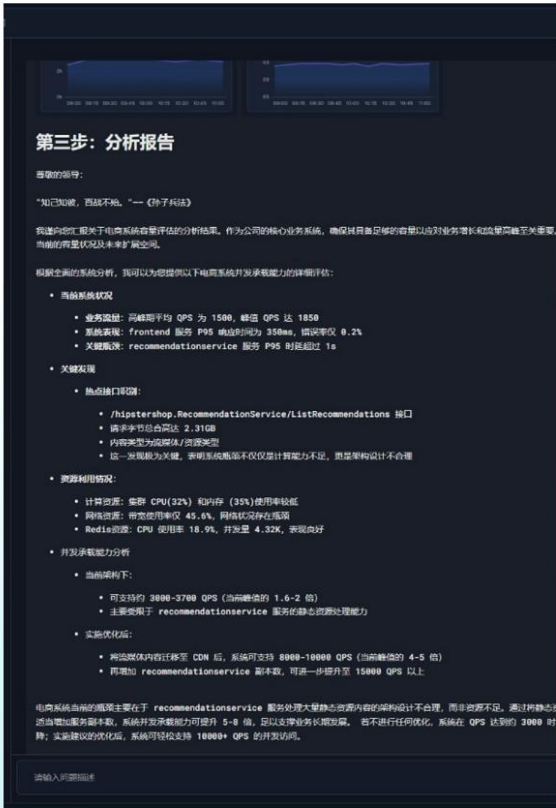 第三步：分析报告
尊敬的领导：
“知己知彼，百战不殆。”——《孙子兵法》
我谨向您汇报关于电商系统容量评估的分析结果。作为公司的核心业务系统，确保其具备足够的容量以应对业务增长和流量高峰至关重要。
当前的容量状况及未来扩展空间。
根据全面的系统分析，我可以为您提供以下电商系统并发承载能力的详细评估：
• 当前系统状况
• 业务流量：高峰期平均 QPS 为 1500，峰值 QPS 达 1850
• 系统表现：frontend 服务 P95 响应时间为 350ms，错误率仅 0.2%
• 关键瓶颈：recommendationservice 服务 P95 时延超过 1s
• 关键发现
• 热点接口识别：
• /hipstershop.RecommendationService/ListRecommendations 接口
• 请求字节总合高达 2.31GB
• 内容类型为流媒体/资源类型
• 这一发现极为关键，表明系统瓶颈不仅仅是计算能力不足，更是架构设计不合理
• 资源利用情况：
• 计算资源：集群 CPU(32%) 和内存 (35%)使用率较低
• 网络资源：带宽使用率仅 45.6%，网络状况存在瓶颈
• Redis资源：CPU 使用率 18.9%，并发量 4.32K，表现良好
• 并发承载能力分析
• 当前架构下：
• 可支持约 3000-3700 QPS (当前峰值的 1.6-2 倍)
• 主要受限于 recommendationservice 服务的静态资源处理能力
• 实施优化后：
• 将流媒体内容迁移至 CDN 后，系统可支持 8000-10000 QPS (当前峰值的 4-5 倍)
• 再增加 recommendationservice 副本数，可进一步提升至 15000 QPS 以上
电商系统当前的瓶颈主要在于 recommendationservice 服务处理大量静态资源内容的架构设计不合理，而非资源不足。通过将静态资
适当增加服务副本数，系统并发承载能力可提升 5-8 倍，足以支撑业务长期发展。 若不进行任何优化，系统在 QPS 达到约 3000 时
降；实施建议的优化后，系统可轻松支持 10000+ QPS 的并发访问。
请输入问题描述